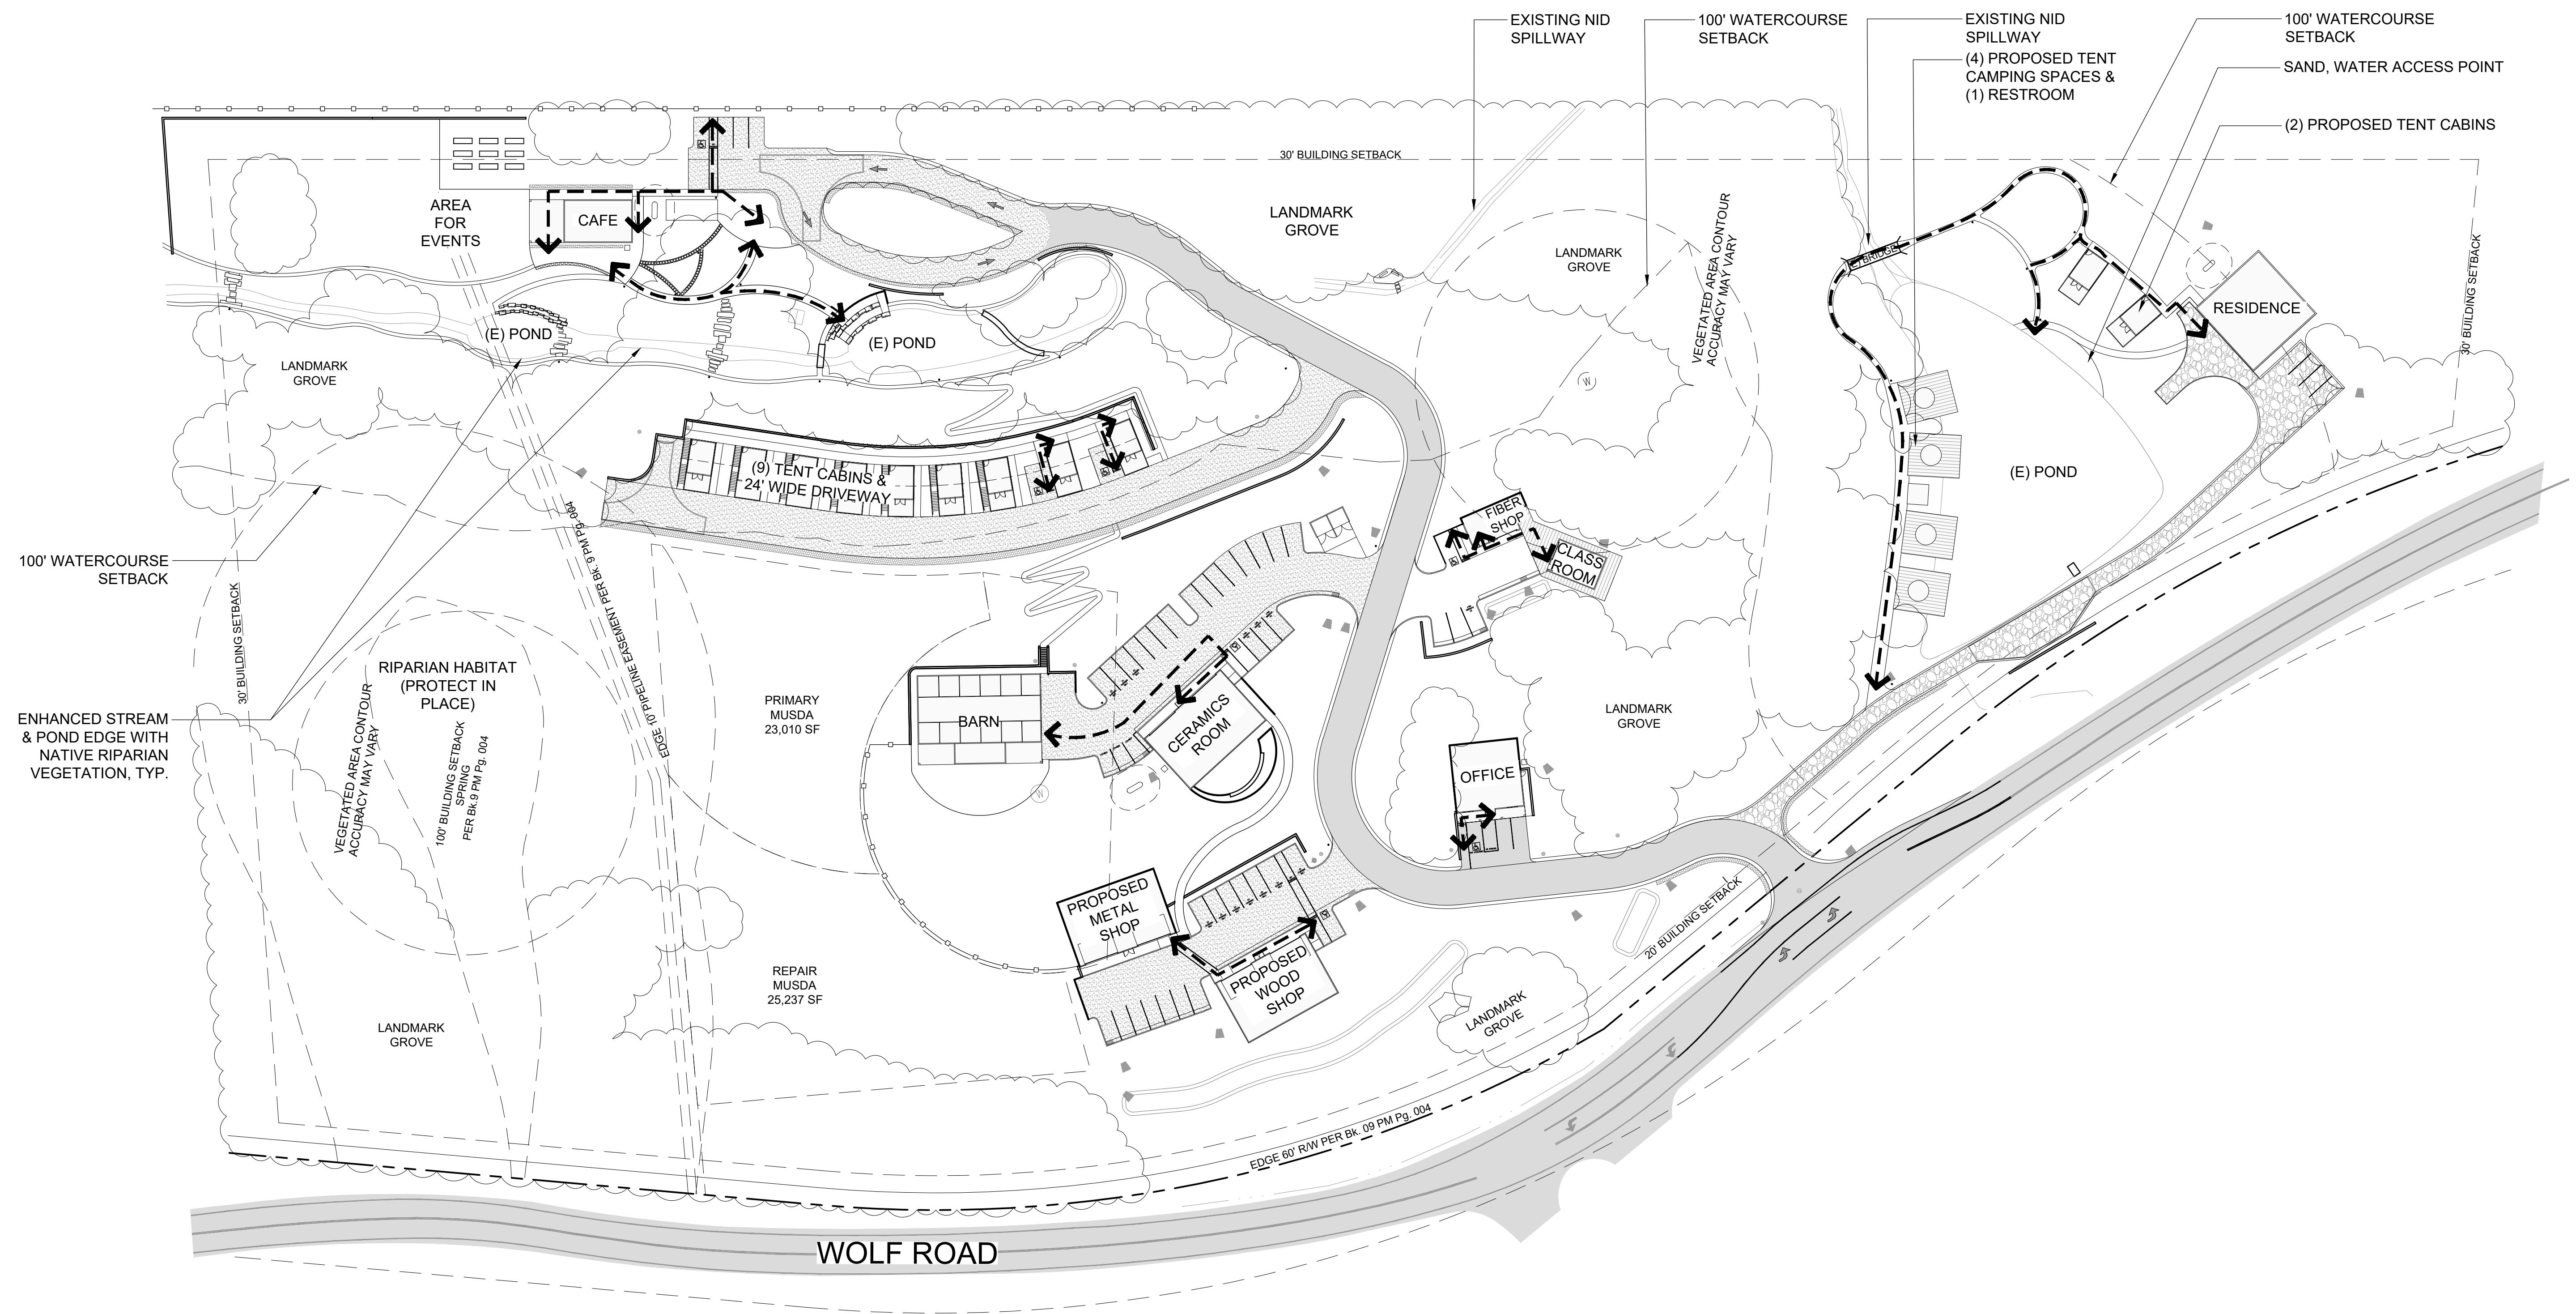 EXISTING NID
SPILLWAY
100' WATERCOURSE
SETBACK
EXISTING NID
SPILLWAY
(4) PROPOSED TENT
CAMPING SPACES &
(1) RESTROOM
100' WATERCOURSE
SETBACK
SAND, WATER ACCESS POINT
(2) PROPOSED TENT CABINS
30' BUILDING SETBACK
AREA
FOR
EVENTS
CAFE
LANDMARK
GROVE
LANDMARK
GROVE
VEGETATED AREA CONTOUR
ACCURACY MAY VARY
BRIDGE
RESIDENCE
30' BUILDING SETBACK
(E) POND
(E) POND
LANDMARK
GROVE
W
(9) TENT CABINS &
24' WIDE DRIVEWAY
(E) POND
FIBER
SHOP
CLASS
ROOM
100' WATERCOURSE
SETBACK
30' BUILDING SETBACK
EDGE 10' PIPELINE EASEMENT PER BK. 9 PM Pg. 004
RIPARIAN HABITAT
(PROTECT IN
PLACE)
VEGETATED AREA CONTOUR
ACCURACY MAY VARY
100' BUILDING SETBACK
SPRING
PER Bk.9 PM Pg. 004
ENHANCED STREAM
& POND EDGE WITH
NATIVE RIPARIAN
VEGETATION, TYP.
PRIMARY
MUSDA
23,010 SF
BARN
CERAMICS
ROOM
W
LANDMARK
GROVE
OFFICE
PROPOSED
METAL
SHOP
PROPOSED
WOOD
SHOP
REPAIR
MUSDA
25,237 SF
20' BUILDING SETBACK
LANDMARK
GROVE
LANDMARK
GROVE
EDGE 60' R/W PER Bk. 09 PM Pg. 004
WOLF ROAD